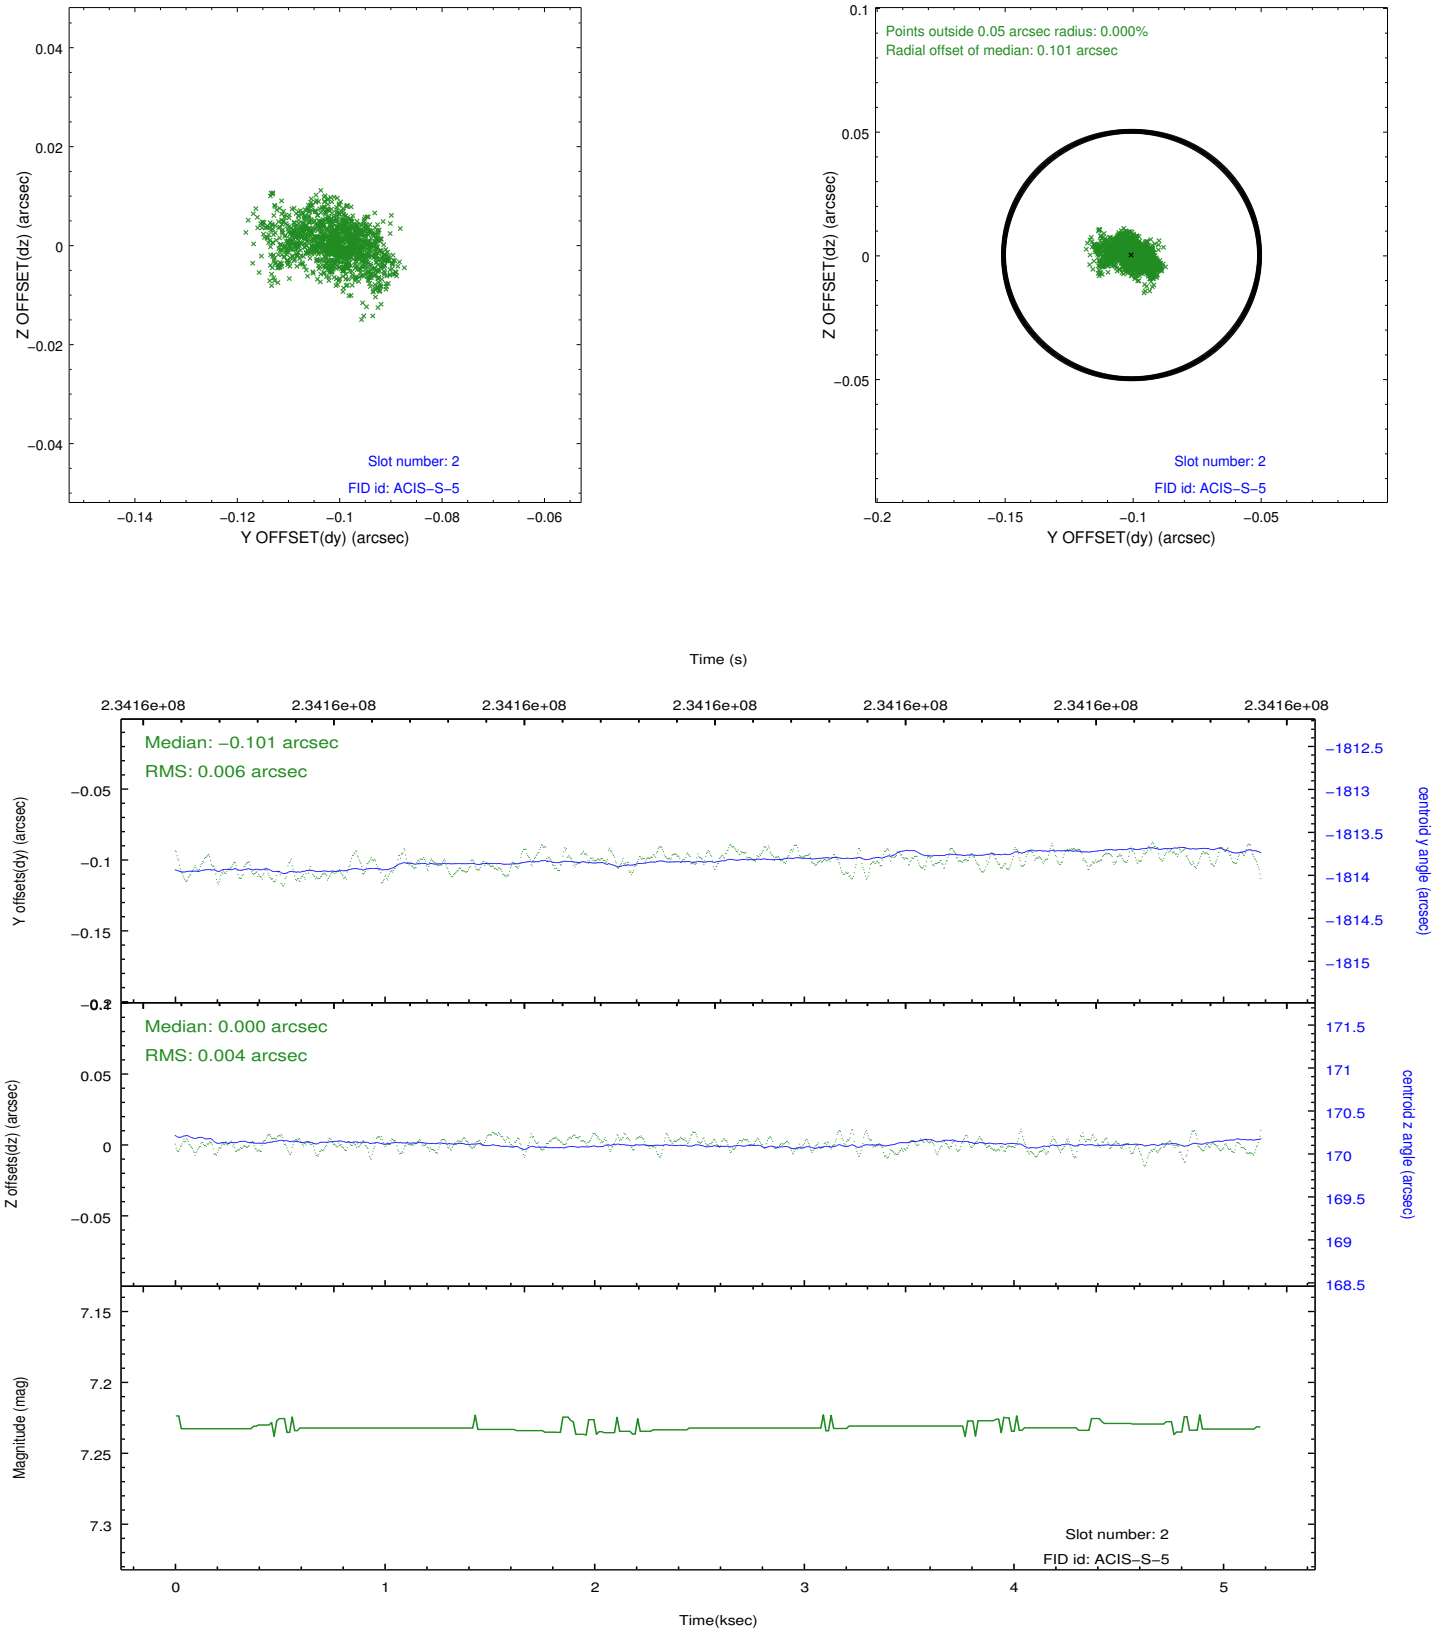 0.04
0.02
0
−0.02
−0.04
Z OFFSET(dz) (arcsec)
Slot number: 2
FID id: ACIS−S−5
−0.14
−0.12
−0.1
−0.08
−0.06
Y OFFSET(dy) (arcsec)
0.1
0.05
0
−0.05
Z OFFSET(dz) (arcsec)
Points outside 0.05 arcsec radius: 0.000%
Radial offset of median: 0.101 arcsec
Slot number: 2
FID id: ACIS−S−5
−0.2
−0.15
−0.1
−0.05
Y OFFSET(dy) (arcsec)
Time (s)
2.3416e+08
2.3416e+08
2.3416e+08
2.3416e+08
2.3416e+08
2.3416e+08
2.3416e+08
Median: −0.101 arcsec
RMS: 0.006 arcsec
−0.05
−0.1
−0.15
Y offsets(dy) (arcsec)
−1812.5
−1813
−1813.5
−1814
−1814.5
−1815
centroid y angle (arcsec)
Median: 0.000 arcsec
RMS: 0.004 arcsec
0.05
0
−0.05
Z offsets(dz) (arcsec)
171.5
171
170.5
170
169.5
169
168.5
centroid z angle (arcsec)
7.15
7.2
7.25
7.3
Magnitude (mag)
Slot number: 2
FID id: ACIS−S−5
0
1
2
3
4
5
Time(ksec)